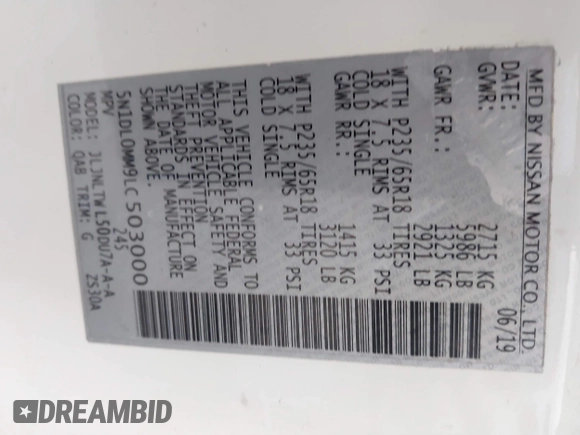 MFD BY NISSAN MOTOR CO., LTD.
DATE: 06/19
GVWR: 2715 KG
5986 LB
GAWR FR.: 1325 KG
2921 LB
WITH P235/65R18 TIRES
18 X 7.5 RIMS AT 33 PSI
COLD SINGLE
GAWR RR.: 1415 KG
3120 LB
WITH P235/65R18 TIRES
18 X 7.5 RIMS AT 33 PSI
COLD SINGLE
THIS VEHICLE CONFORMS TO
ALL APPLICABLE FEDERAL
MOTOR VEHICLE SAFETY AND
THEFT PREVENTION
STANDARDS IN EFFECT ON
THE DATE OF MANUFACTURE
SHOWN ABOVE.
5N1DL0MM9LC503000
MPV 245
MODEL: JLJNLTWL50DU7A-A-A
COLOR: QAB TRIM: G ZS30A
DREAMBID